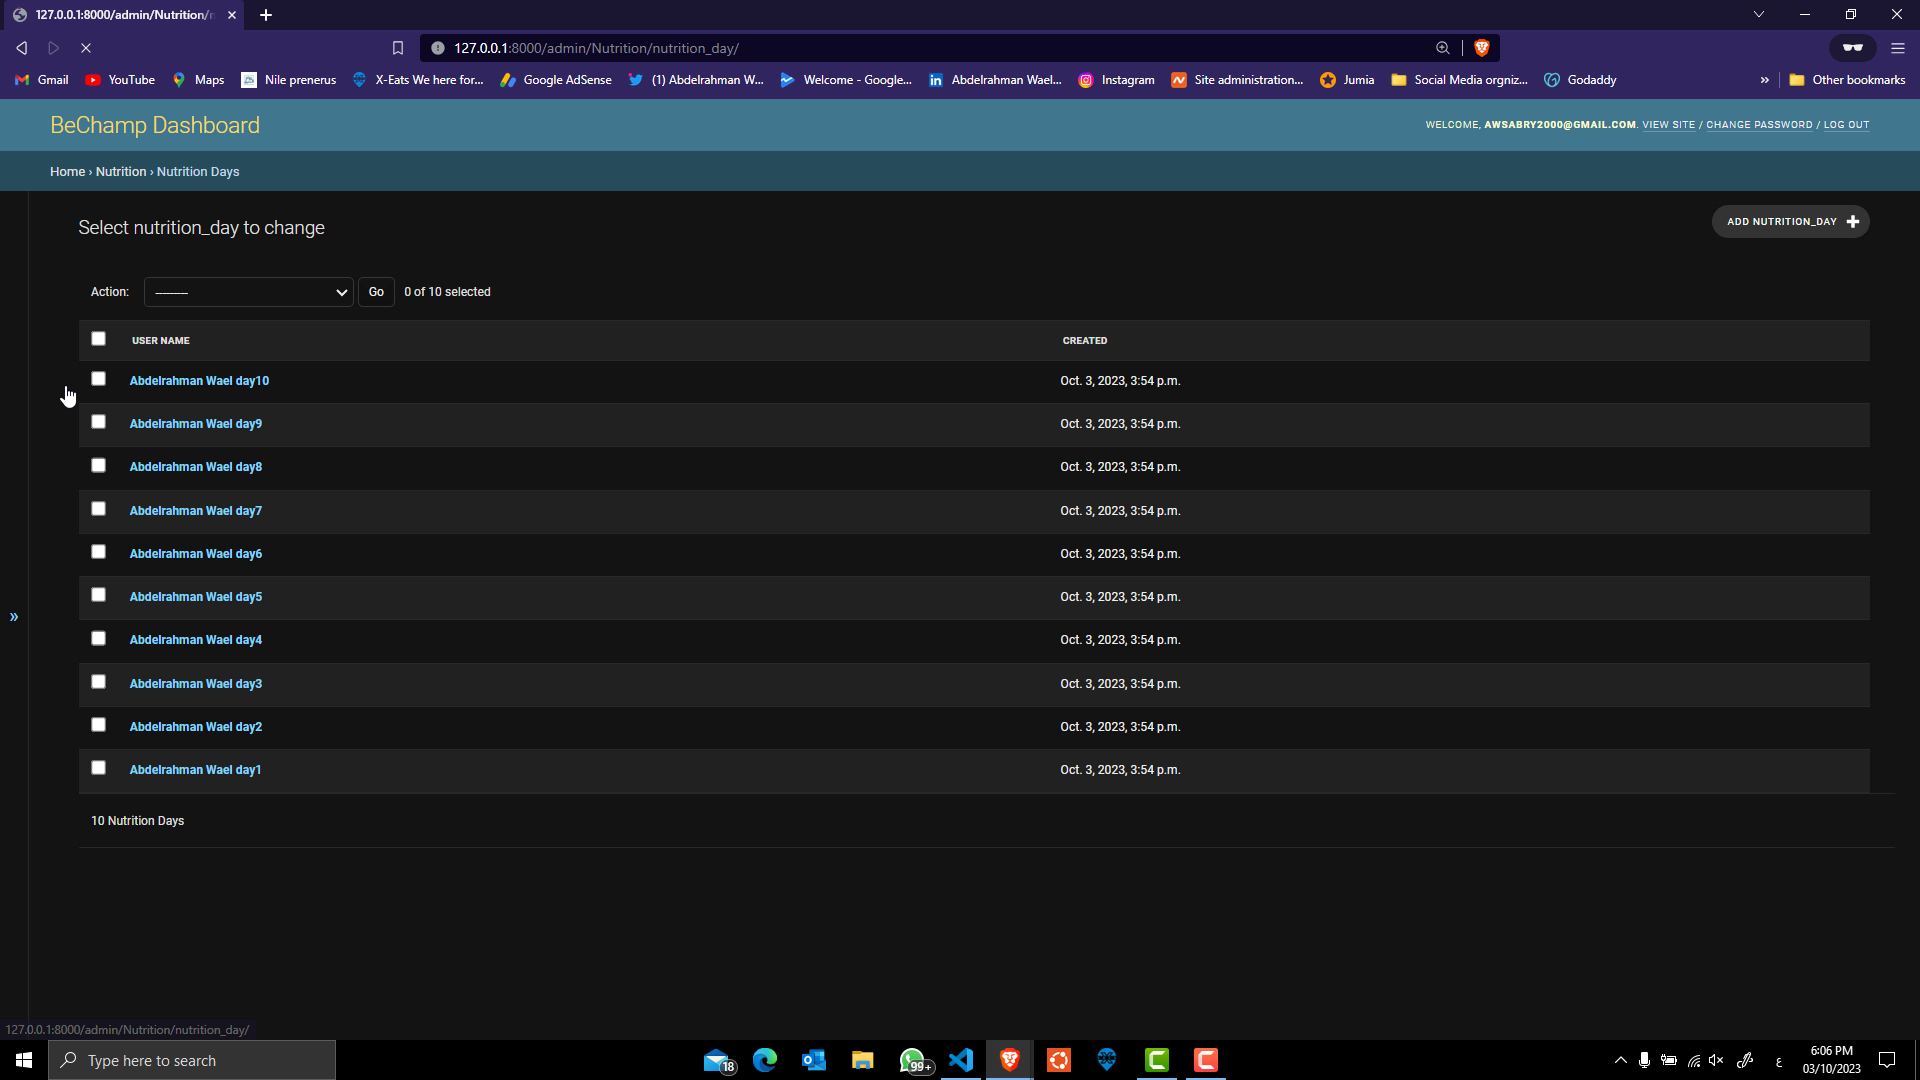 127.0.0.1:8000/admin/Nutrition/n
127.0.0.1:8000/admin/Nutrition/nutrition_day/
Gmail YouTube Maps Nile prenerus X-Eats We here for... Google AdSense (1) Abdelrahman W... Welcome - Google... Abdelrahman Wael... Instagram Site administration... Jumia Social Media orgniz... Godaddy » Other bookmarks
BeChamp Dashboard
WELCOME, AWSABRY2000@GMAIL.COM. VIEW SITE / CHANGE PASSWORD / LOG OUT
Home › Nutrition › Nutrition Days
Select nutrition_day to change
ADD NUTRITION_DAY
Action: --------- Go 0 of 10 selected
USER NAME CREATED
Abdelrahman Wael day10 Oct. 3, 2023, 3:54 p.m.
Abdelrahman Wael day9 Oct. 3, 2023, 3:54 p.m.
Abdelrahman Wael day8 Oct. 3, 2023, 3:54 p.m.
Abdelrahman Wael day7 Oct. 3, 2023, 3:54 p.m.
Abdelrahman Wael day6 Oct. 3, 2023, 3:54 p.m.
Abdelrahman Wael day5 Oct. 3, 2023, 3:54 p.m.
»
Abdelrahman Wael day4 Oct. 3, 2023, 3:54 p.m.
Abdelrahman Wael day3 Oct. 3, 2023, 3:54 p.m.
Abdelrahman Wael day2 Oct. 3, 2023, 3:54 p.m.
Abdelrahman Wael day1 Oct. 3, 2023, 3:54 p.m.
10 Nutrition Days
127.0.0.1:8000/admin/Nutrition/nutrition_day/
Type here to search
18
99+
ع
6:06 PM
03/10/2023